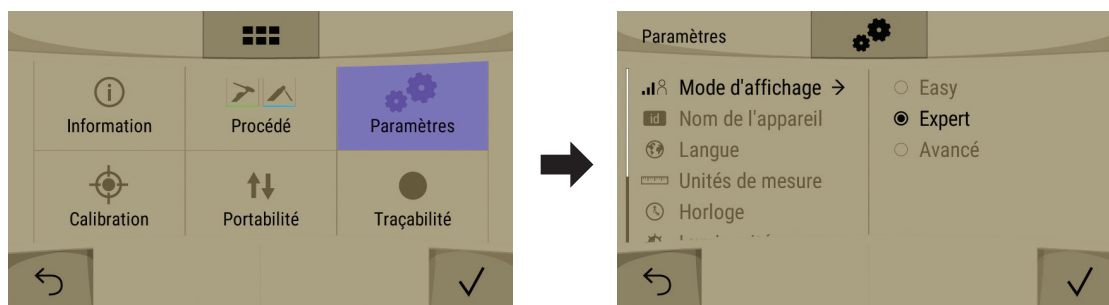 Information
Procédé
Paramètres
Calibration
Portabilité
Traçabilité
Paramètres
Mode d'affichage →
id Nom de l'appareil
Langue
Unités de mesure
Horloge
Easy
Expert
Avancé